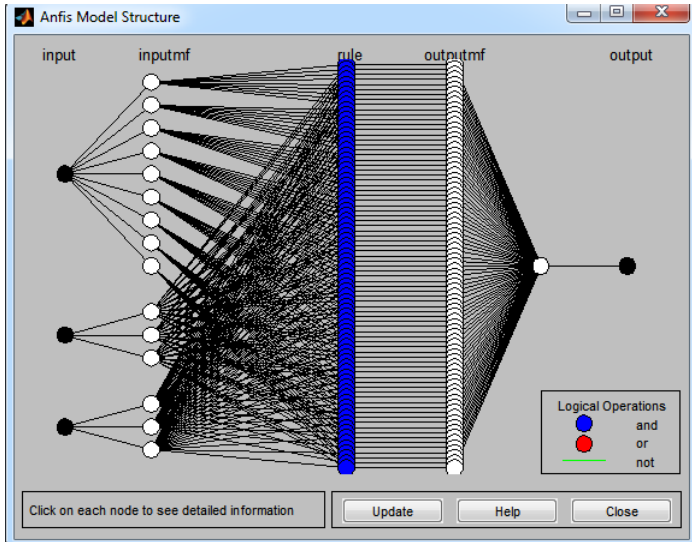 Anfis Model Structure
input inputmf rule outputmf output
Logical Operations
and
or
not
Click on each node to see detailed information
Update Help Close